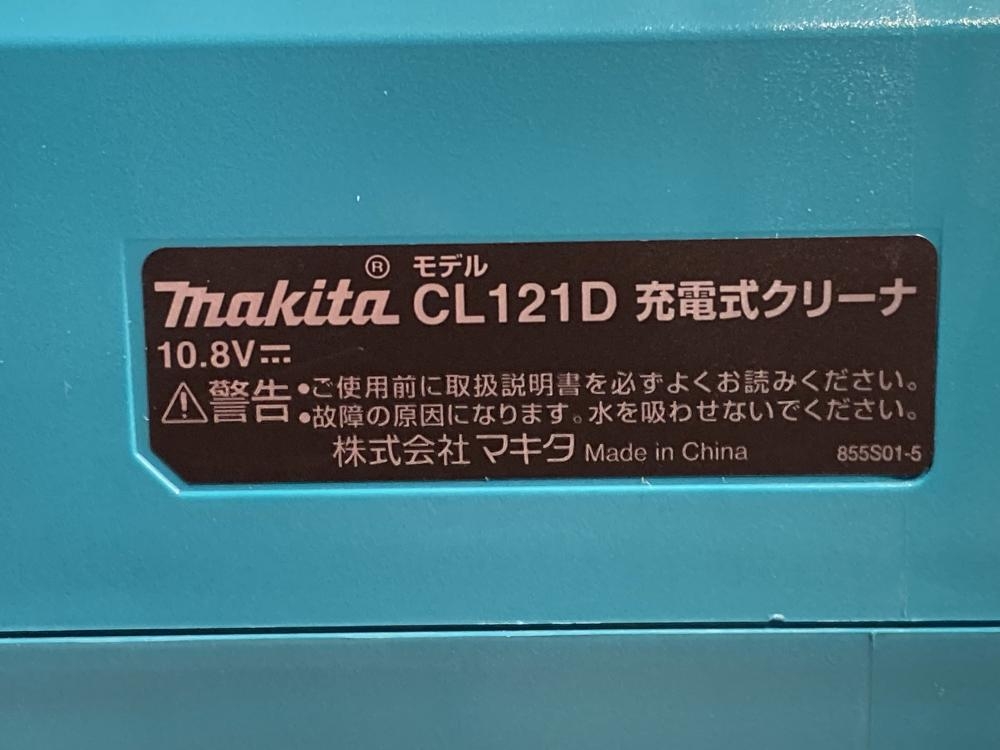 makita® モデル CL121D 充電式クリーナ
10.8V⎓
⚠警告 •ご使用前に取扱説明書を必ずよくお読みください。
•故障の原因になります。水を吸わせないでください。
株式会社マキタ Made in China 855S01-5